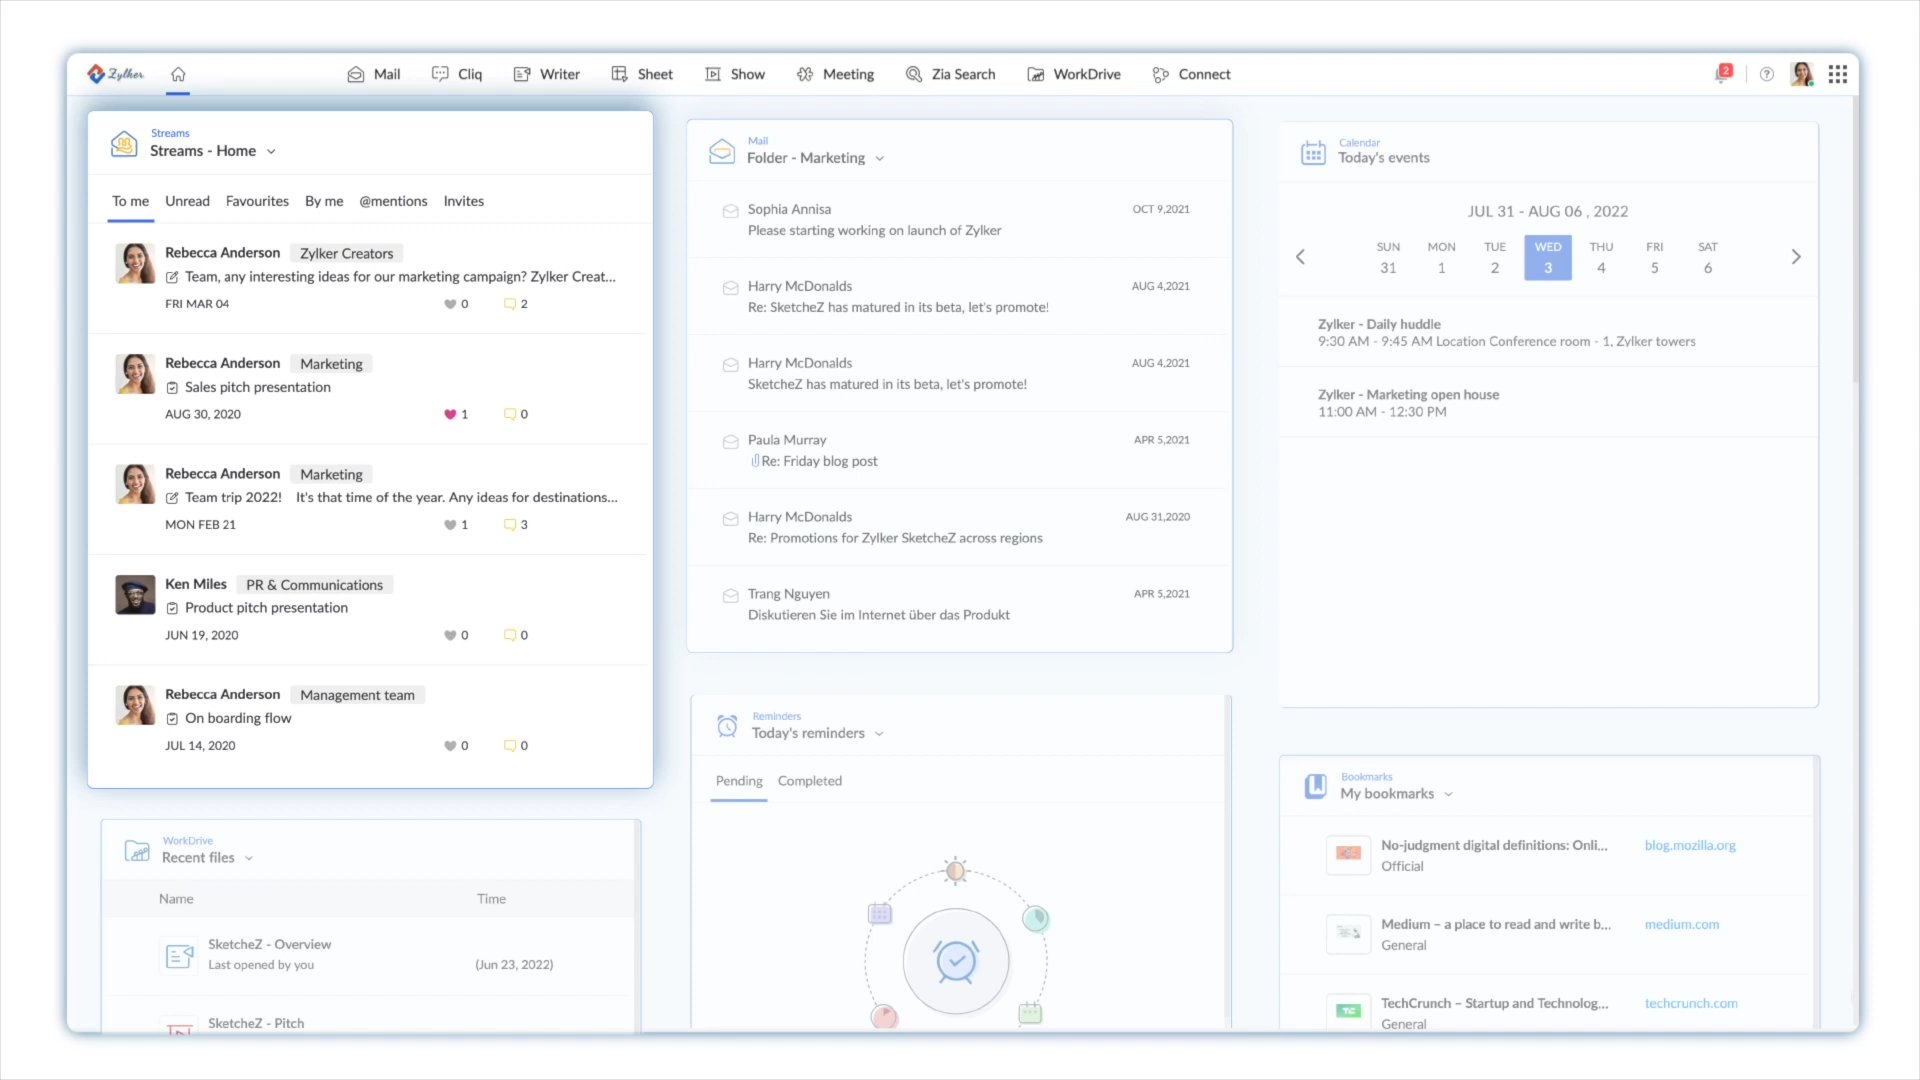 Zylker
Mail
Cliq
Writer
Sheet
Show
Meeting
Zia Search
WorkDrive
Connect
2
?
Streams
Streams - Home
To me
Unread
Favourites
By me
@mentions
Invites
Rebecca Anderson Zylker Creators
Team, any interesting ideas for our marketing campaign? Zylker Creat...
FRI MAR 04 0 2
Rebecca Anderson Marketing
Sales pitch presentation
AUG 30, 2020 1 0
Rebecca Anderson Marketing
Team trip 2022! It's that time of the year. Any ideas for destinations...
MON FEB 21 1 3
Ken Miles PR & Communications
Product pitch presentation
JUN 19, 2020 0 0
Rebecca Anderson Management team
On boarding flow
JUL 14, 2020 0 0
WorkDrive
Recent files
Name Time
SketcheZ - Overview
Last opened by you (Jun 23, 2022)
SketcheZ - Pitch
Mail
Folder - Marketing
Sophia Annisa OCT 9,2021
Please starting working on launch of Zylker
Harry McDonalds AUG 4,2021
Re: SketcheZ has matured in its beta, let's promote!
Harry McDonalds AUG 4,2021
SketcheZ has matured in its beta, let's promote!
Paula Murray APR 5,2021
Re: Friday blog post
Harry McDonalds AUG 31,2020
Re: Promotions for Zylker SketcheZ across regions
Trang Nguyen APR 5,2021
Diskutieren Sie im Internet über das Produkt
Reminders
Today's reminders
Pending Completed
Calendar
Today's events
JUL 31 - AUG 06 , 2022
SUN MON TUE WED THU FRI SAT
31 1 2 3 4 5 6
Zylker - Daily huddle
9:30 AM - 9:45 AM Location Conference room - 1, Zylker towers
Zylker - Marketing open house
11:00 AM - 12:30 PM
Bookmarks
My bookmarks
No-judgment digital definitions: Onli... blog.mozilla.org
Official
Medium – a place to read and write b... medium.com
General
TechCrunch – Startup and Technolog... techcrunch.com
General